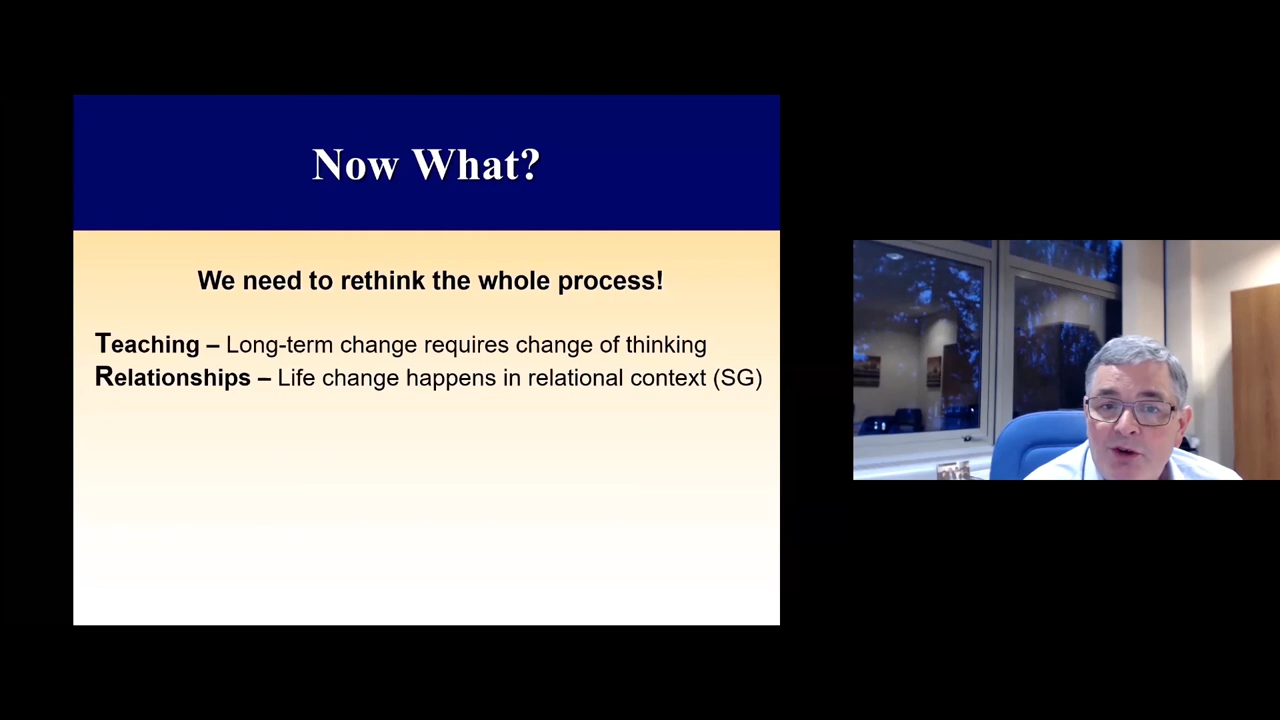 Now What?
We need to rethink the whole process!
Teaching – Long-term change requires change of thinking
Relationships – Life change happens in relational context (SG)